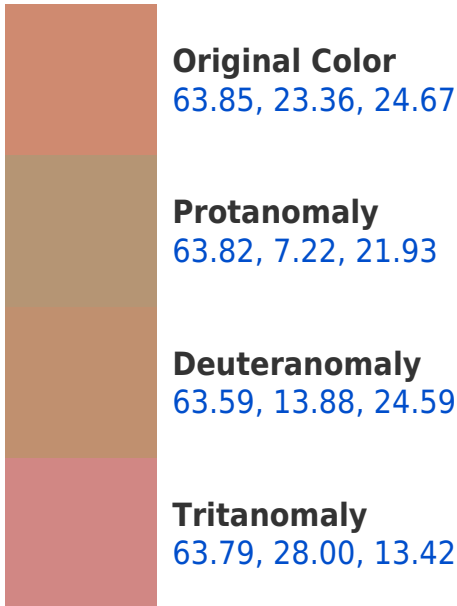 Original Color
63.85, 23.36, 24.67
Protanomaly
63.82, 7.22, 21.93
Deuteranomaly
63.59, 13.88, 24.59
Tritanomaly
63.79, 28.00, 13.42